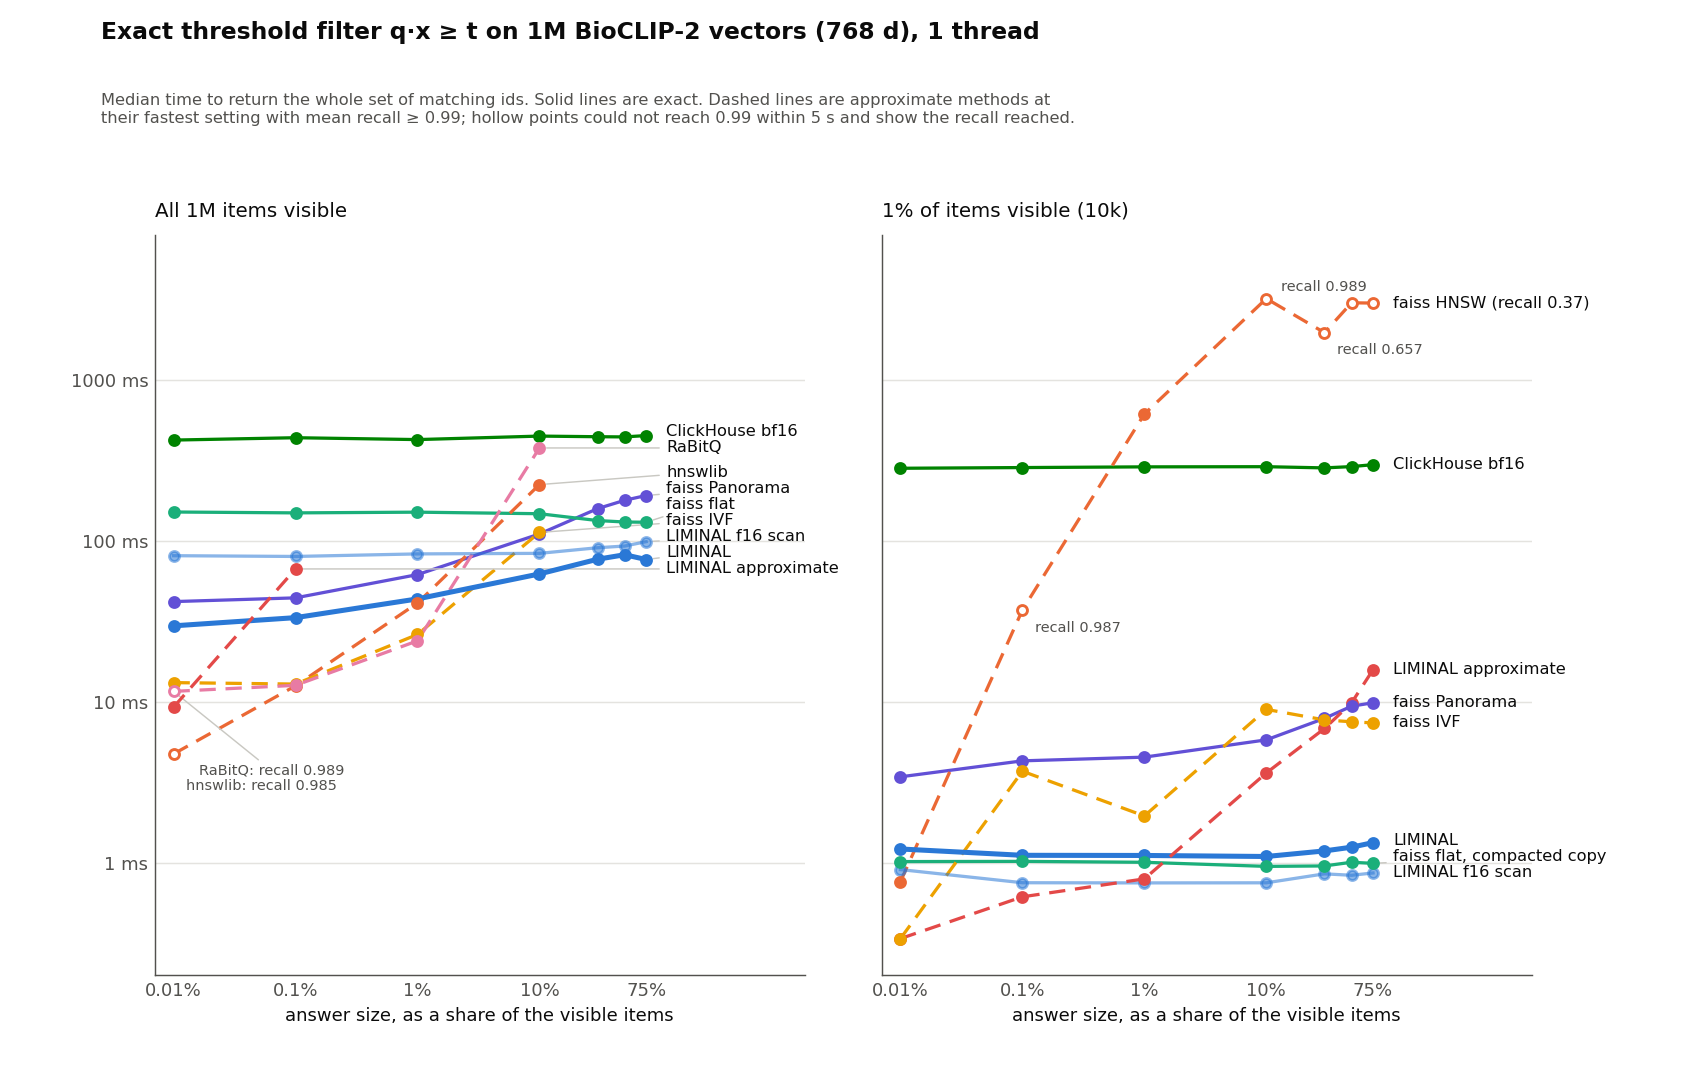 Exact threshold filter q·x ≥ t on 1M BioCLIP-2 vectors (768 d), 1 thread
Median time to return the whole set of matching ids. Solid lines are exact. Dashed lines are approximate methods at
their fastest setting with mean recall ≥ 0.99; hollow points could not reach 0.99 within 5 s and show the recall reached.
All 1M items visible
1000 ms
100 ms
10 ms
1 ms
ClickHouse bf16
RaBitQ
hnswlib
faiss Panorama
faiss flat
faiss IVF
LIMINAL f16 scan
LIMINAL
LIMINAL approximate
RaBitQ: recall 0.989
hnswlib: recall 0.985
0.01%
0.1%
1%
10%
75%
answer size, as a share of the visible items
1% of items visible (10k)
recall 0.989
faiss HNSW (recall 0.37)
recall 0.657
ClickHouse bf16
recall 0.987
LIMINAL approximate
faiss Panorama
faiss IVF
LIMINAL
faiss flat, compacted copy
LIMINAL f16 scan
0.01%
0.1%
1%
10%
75%
answer size, as a share of the visible items